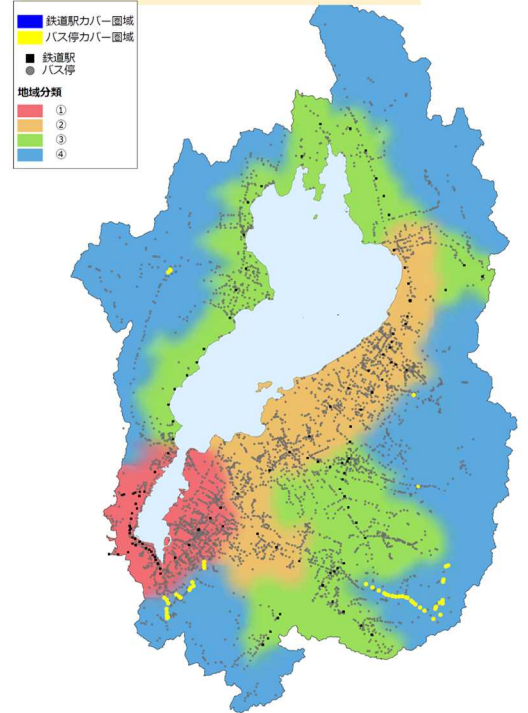 鉄道駅カバー圏域
バス停カバー圏域
鉄道駅
バス停
地域分類
①
②
③
④